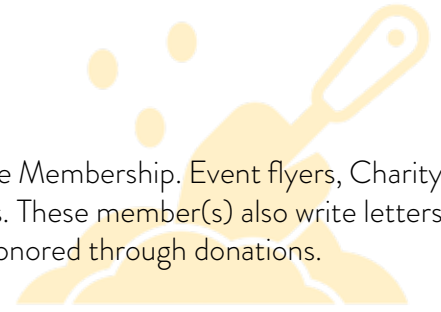 e Membership. Event flyers, Charity
s. These member(s) also write letters
onored through donations.